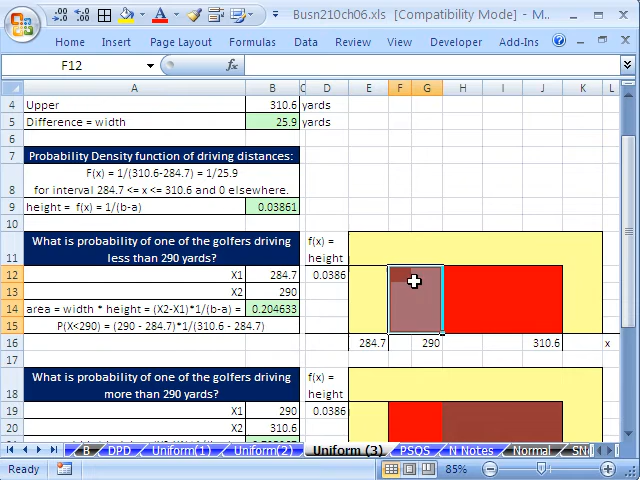 Busn210ch06.xls [Compatibility Mode] - M...
Home Insert Page Layout Formulas Data Review View Developer Add-Ins
F12 fx
A B C D E F G H I J K L
4 Upper 310.6 yards
5 Difference = width 25.9 yards
6
7 Probability Density function of driving distances:
F(x) = 1/(310.6-284.7) = 1/25.9
8 for interval 284.7 <= x <= 310.6 and 0 elsewhere.
9 height = f(x) = 1/(b-a) 0.03861
10
What is probability of one of the golfers driving f(x) =
11 less than 290 yards? height
12 X1 284.7 0.0386
13 X2 290
14 area = width * height = (X2-X1)*1/(b-a) = 0.204633
15 P(X<290) = (290 - 284.7)*1/(310.6 - 284.7)
16 284.7 290 310.6 x
17
What is probability of one of the golfers driving f(x) =
18 more than 290 yards? height
19 X1 290 0.0386
20 X2 310.6
B DPD Uniform(1) Uniform(2) Uniform (3) PSQS N Notes Normal SN(
Ready 85%